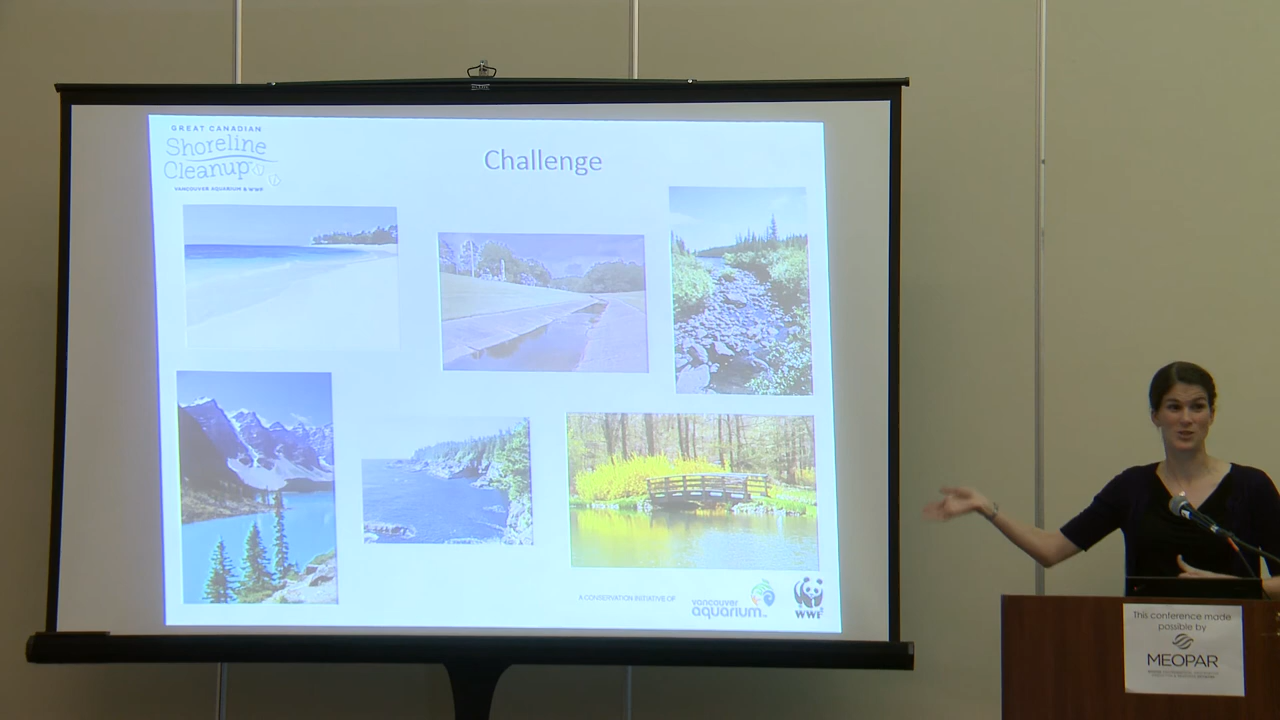 GREAT CANADIAN
Shoreline
Cleanup
VANCOUVER AQUARIUM & WWF
Challenge
A CONSERVATION INITIATIVE OF
vancouver
aquarium
WWF
This conference made
possible by
MEOPAR